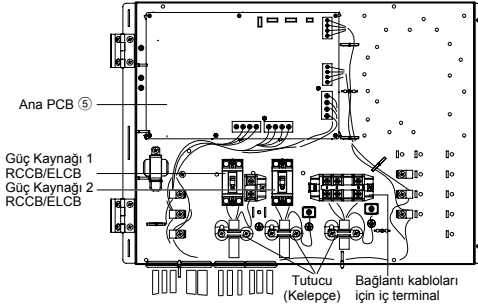 Ana PCB ⑤
Güç Kaynağı 1
RCCB/ELCB
Güç Kaynağı 2
RCCB/ELCB
Tutucu
(Kelepçe)
Bağlantı kabloları
için iç terminal